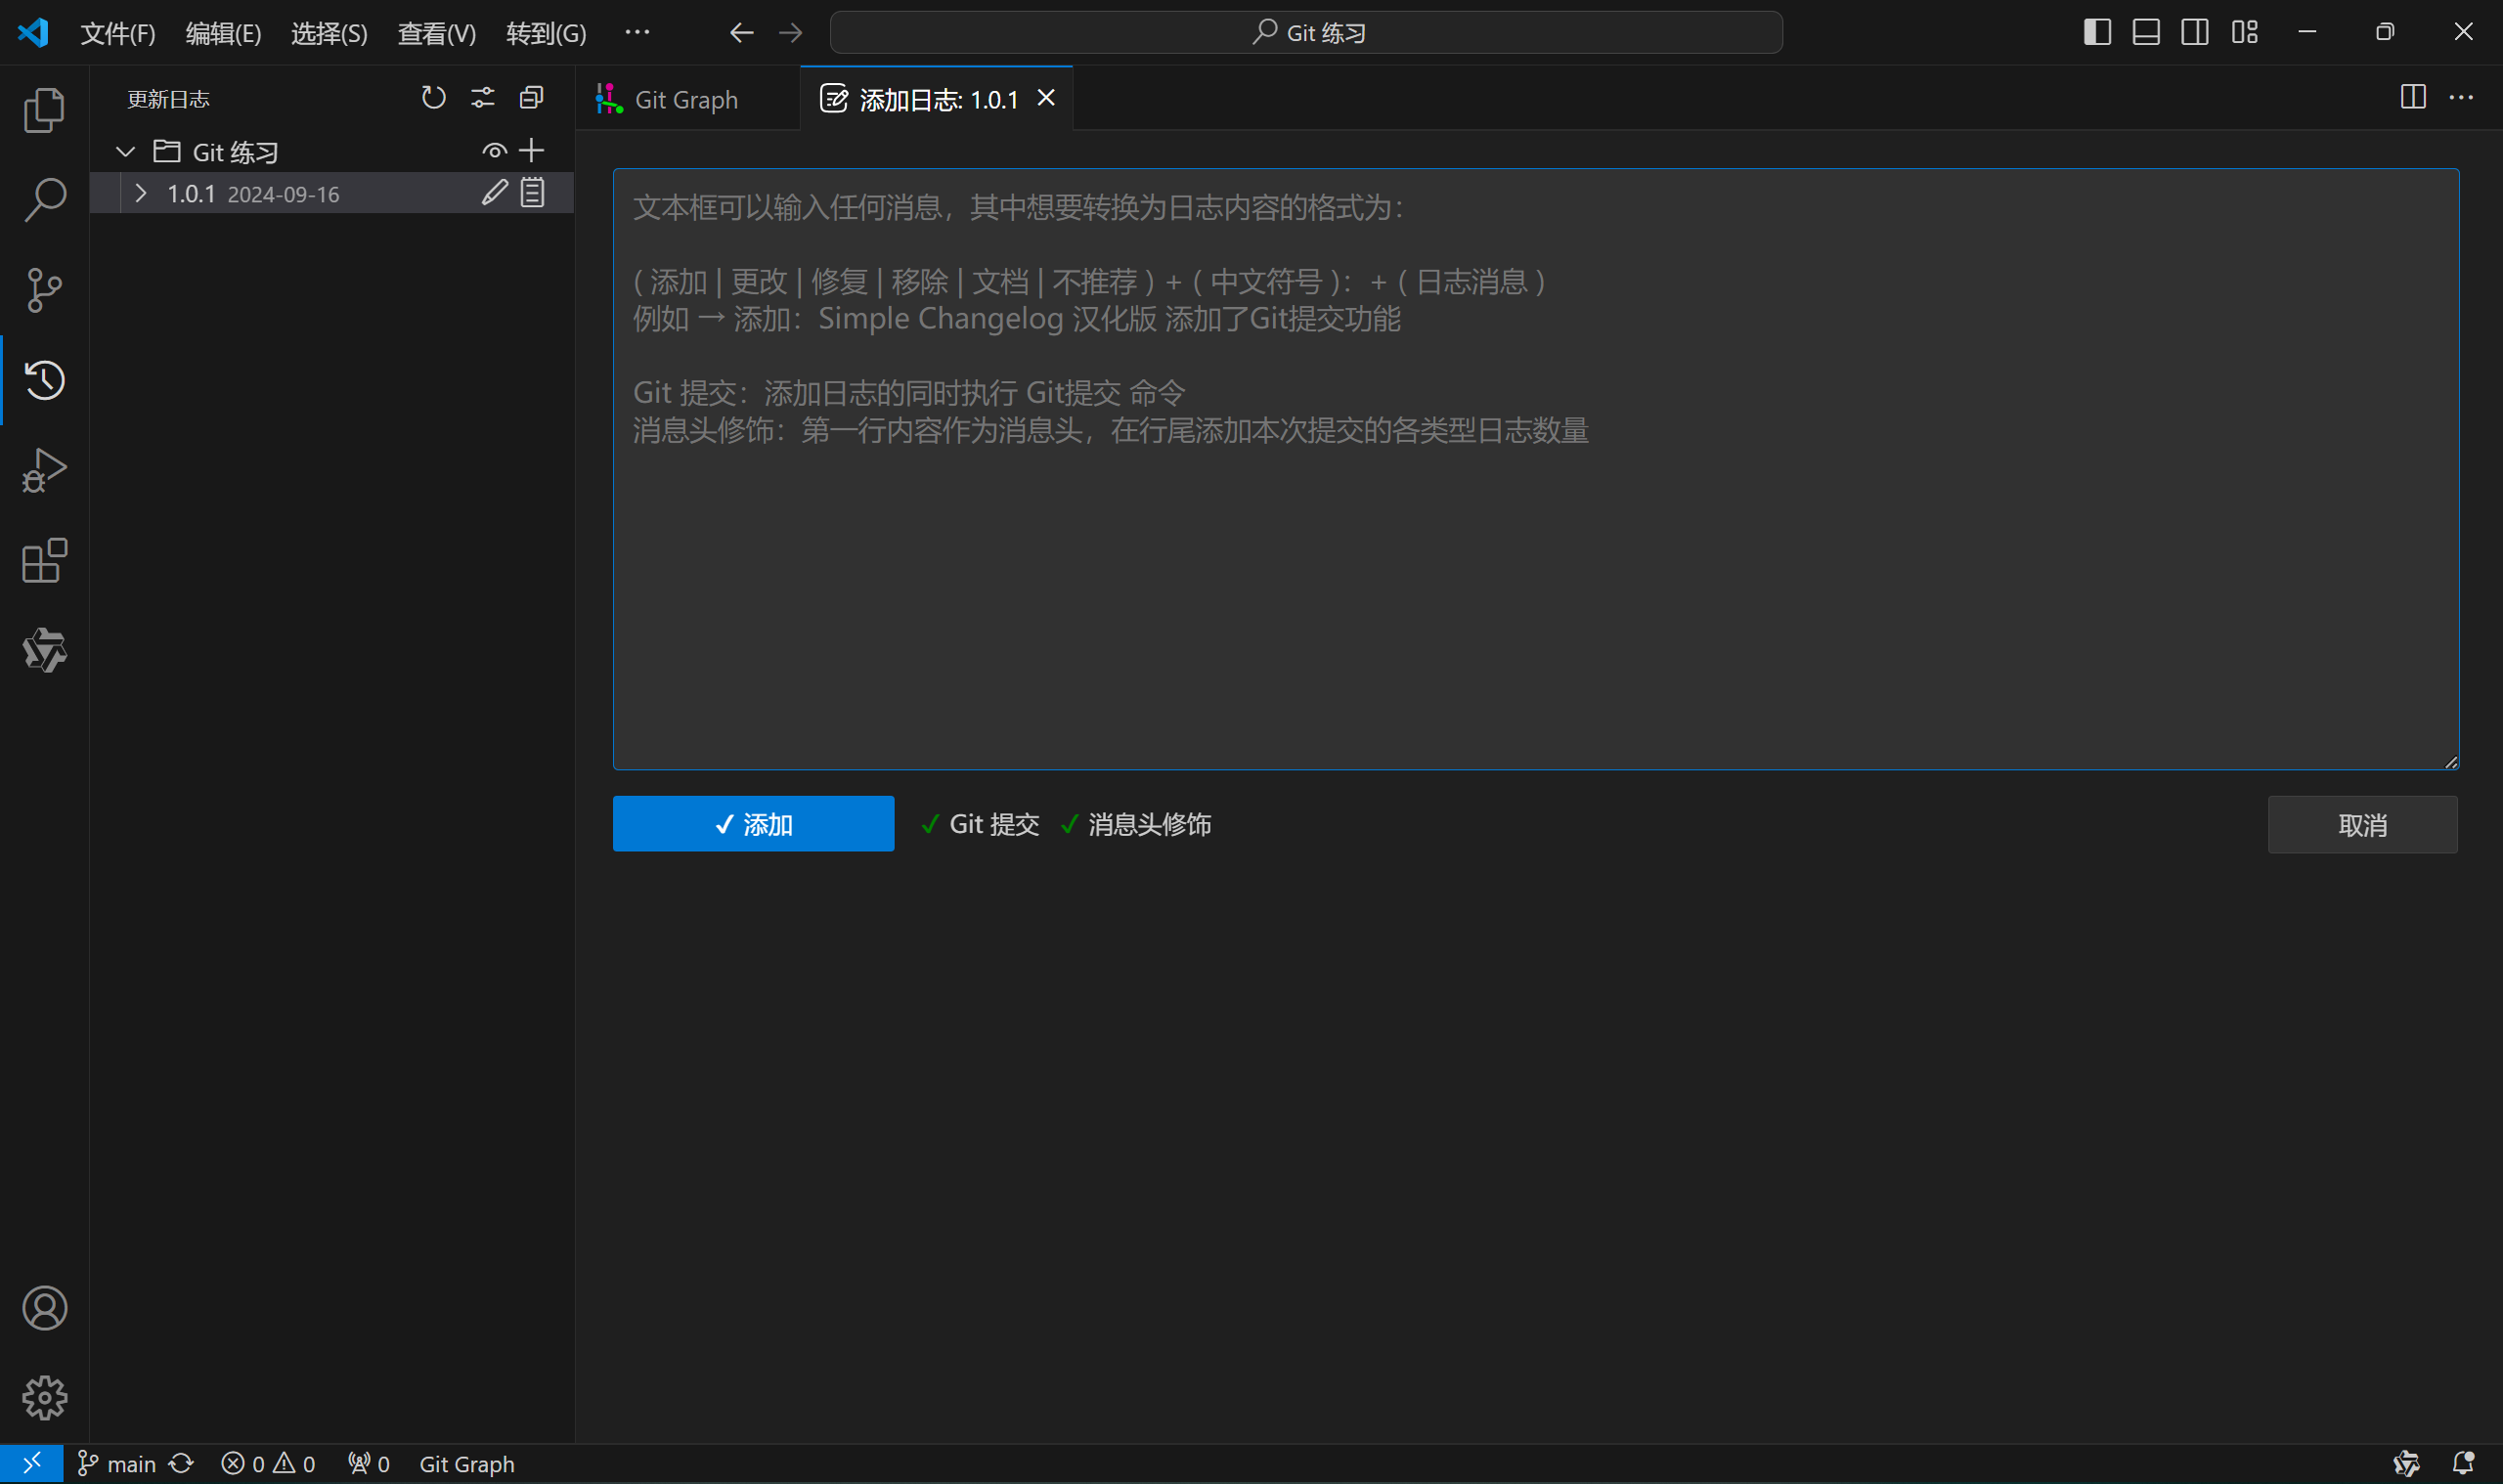 文件(F) 编辑(E) 选择(S) 查看(V) 转到(G) ··· Git 练习
更新日志
Git 练习
1.0.1 2024-09-16
Git Graph 添加日志: 1.0.1
文本框可以输入任何消息，其中想要转换为日志内容的格式为：
( 添加 | 更改 | 修复 | 移除 | 文档 | 不推荐 ) + ( 中文符号 )： + ( 日志消息 )
例如 → 添加：Simple Changelog 汉化版 添加了Git提交功能
Git 提交：添加日志的同时执行 Git提交 命令
消息头修饰：第一行内容作为消息头，在行尾添加本次提交的各类型日志数量
✓ 添加 ✓ Git 提交 ✓ 消息头修饰 取消
main 0 0 0 Git Graph